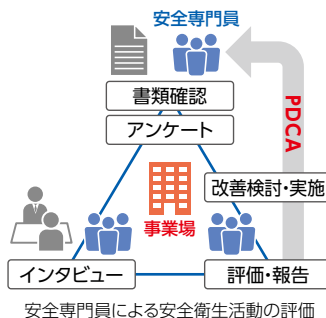 安全専門員
書類確認
アンケート
PDCA
改善検討・実施
事業場
インタビュー
評価・報告
安全専門員による安全衛生活動の評価